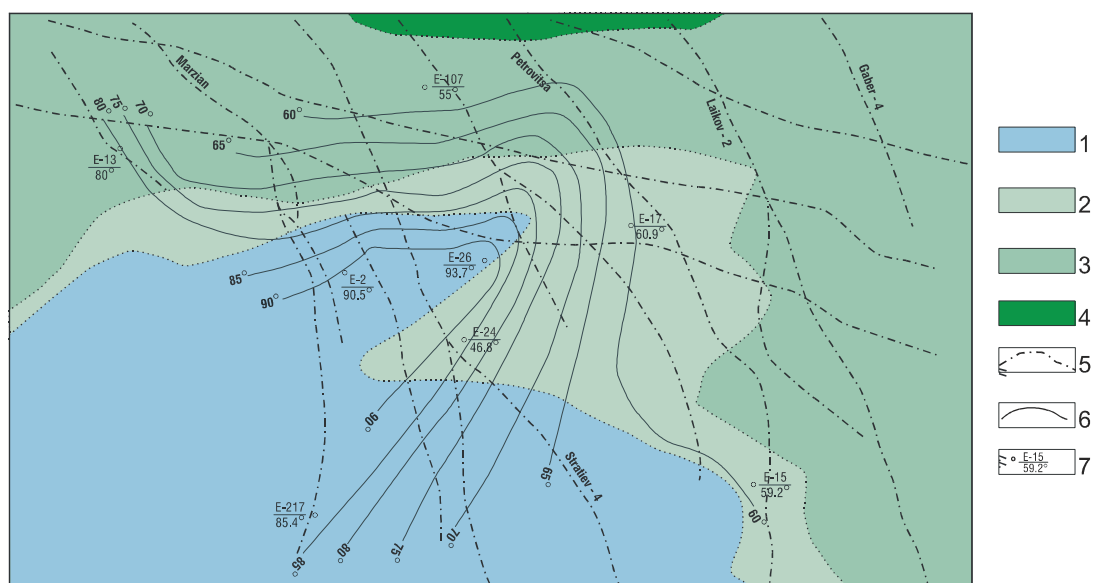 Marzian
Petrovitsa
Laikov - 2
Gaber - 4
E-107
55°
80°
75°
70°
60°
65°
E-13
80°
E-17
60.9°
E-26
93.7°
E-2
90.5°
85°
90°
E-24
46.8°
90
Stratiev - 4
65
E-15
59.2°
60
E-217
85.4°
85
80
75
70
1
2
3
4
5
6
E-15
59.2°
7